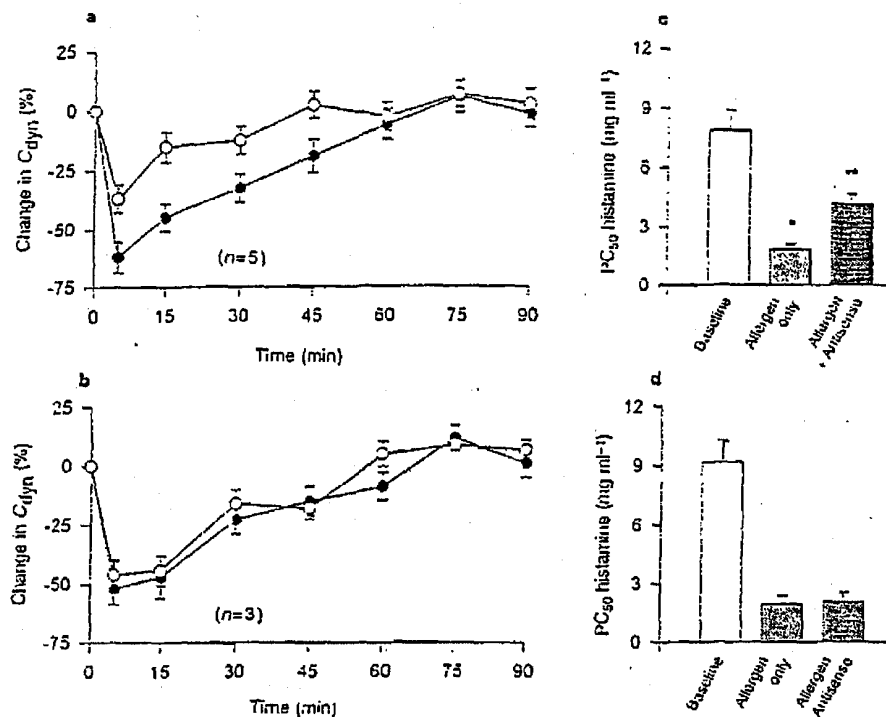 a
Change in Cdyn (%)
25
0
-25
-50
-75
(n=5)
0 15 30 45 60 75 90
Time (min)
b
Change in Cdyn (%)
25
0
-25
-50
-75
(n=3)
0 15 30 45 60 75 90
Time (min)
c
PC50 histamine (mg ml⁻¹)
12
9
6
3
0
Baseline
Allergen
only
Allergen
+ Antisense
d
PC50 histamine (mg ml⁻¹)
12
9
6
3
0
Baseline
Allergen
only
Allergen
Antisense